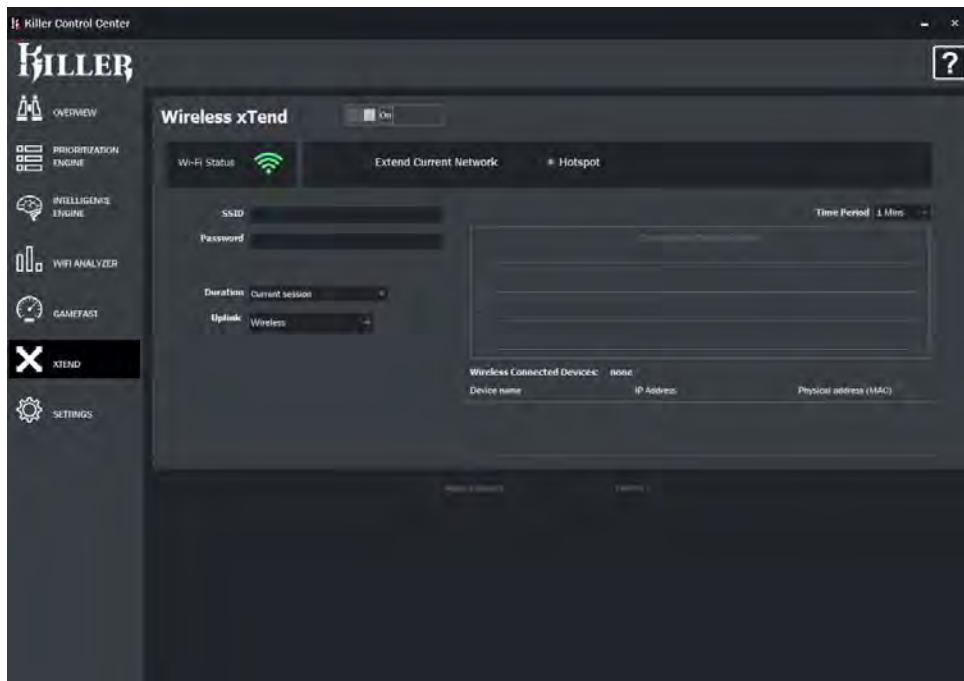 Killer Control Center
KILLER
?
OVERVIEW
Wireless xTend On
PRIORITIZATION
ENGINE
Wi-Fi Status Extend Current Network Hotspot
INTELLIGENCE
ENGINE
SSID
Time Period 1 Mins
Password
WIFI ANALYZER
Duration Current session
GAMEFAST
Uplink Wireless
XTEND
Wireless Connected Devices: none
Device name IP Address Physical address (MAC)
SETTINGS